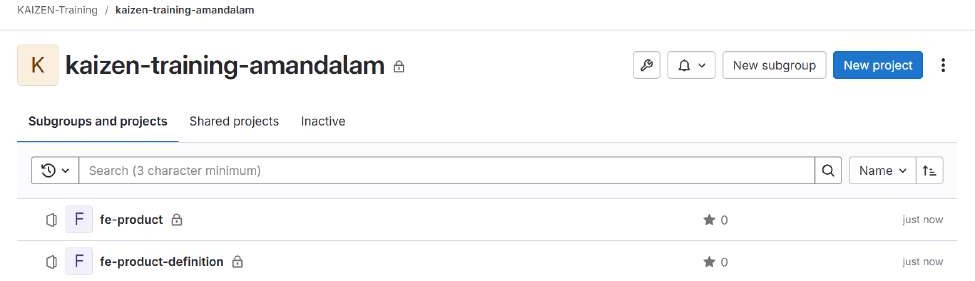 KAIZEN-Training / kaizen-training-amandalam
K kaizen-training-amandalam New subgroup New project
Subgroups and projects Shared projects Inactive
Search (3 character minimum) Name
F fe-product 0 just now
F fe-product-definition 0 just now